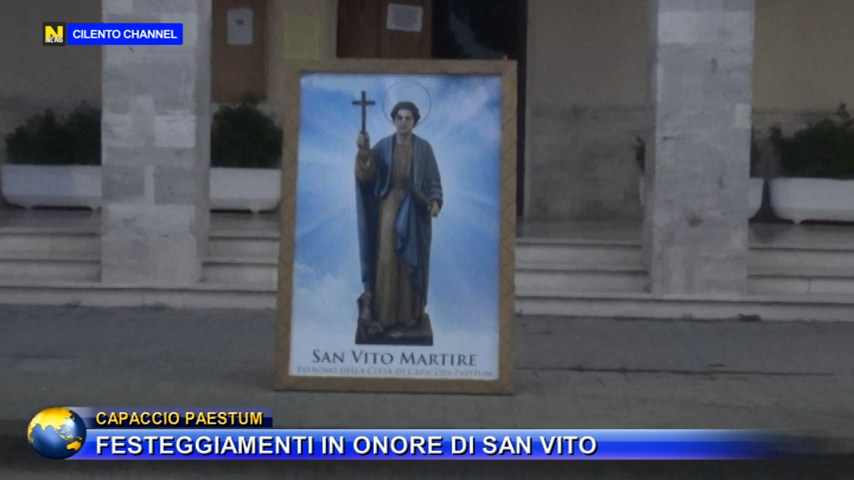 N
NEWS
CILENTO CHANNEL
SAN VITO MARTIRE
PATRONO DELLA CITTÀ DI CAPACCIO-PAESTUM
CAPACCIO PAESTUM
FESTEGGIAMENTI IN ONORE DI SAN VITO